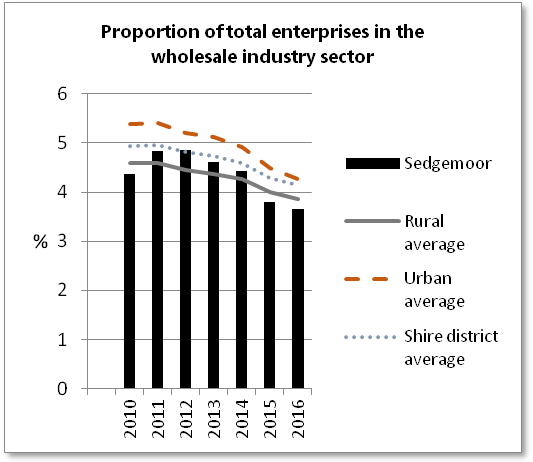 Proportion of total enterprises in the
wholesale industry sector
6
5
4
3
2
1
0
%
2010
2011
2012
2013
2014
2015
2016
Sedgemoor
Rural
average
Urban
average
Shire district
average